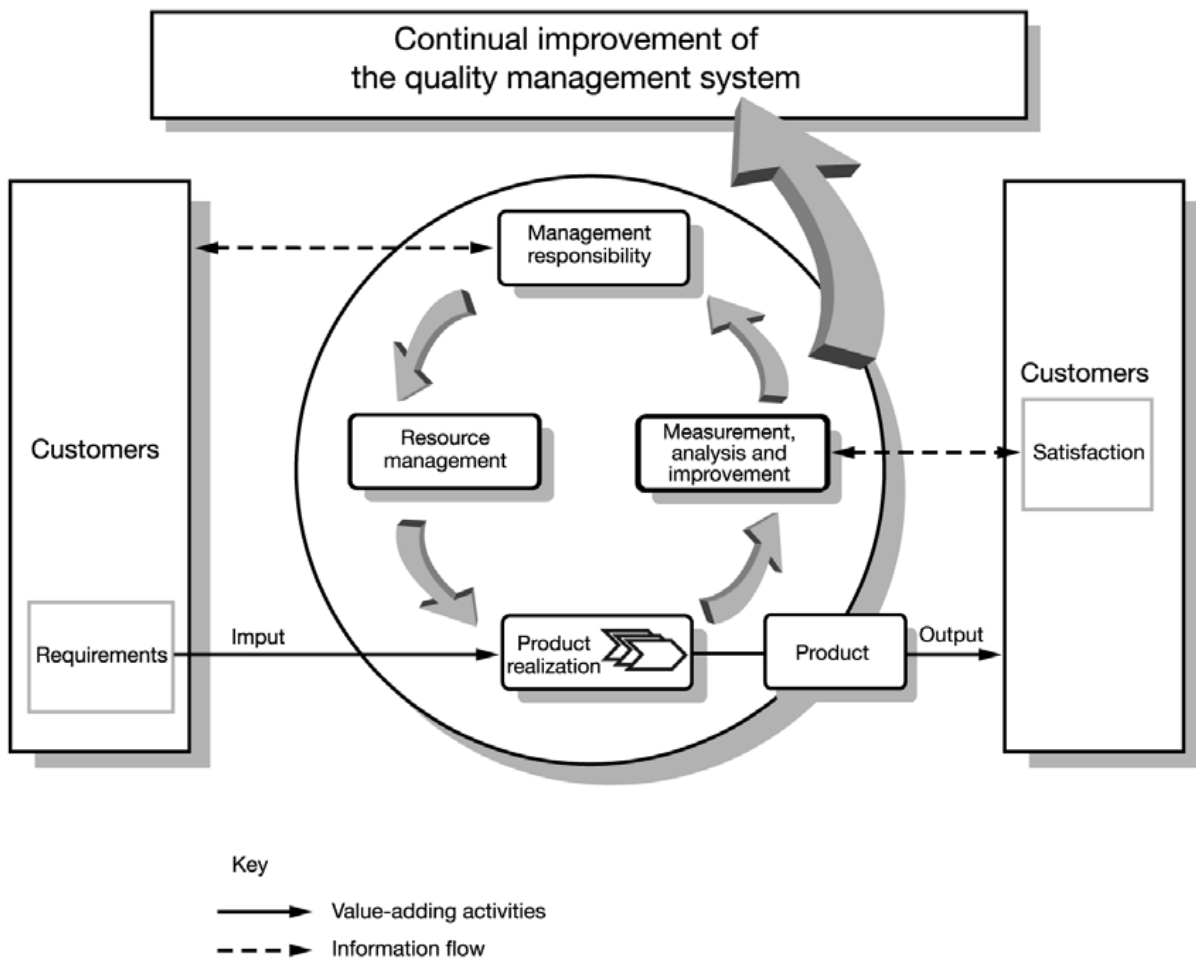 Continual improvement of
the quality management system
Management
responsibility
Customers
Resource
management
Measurement,
analysis and
improvement
Customers
Satisfaction
Requirements
Imput
Product
realization
Product
Output
Key
Value-adding activities
Information flow